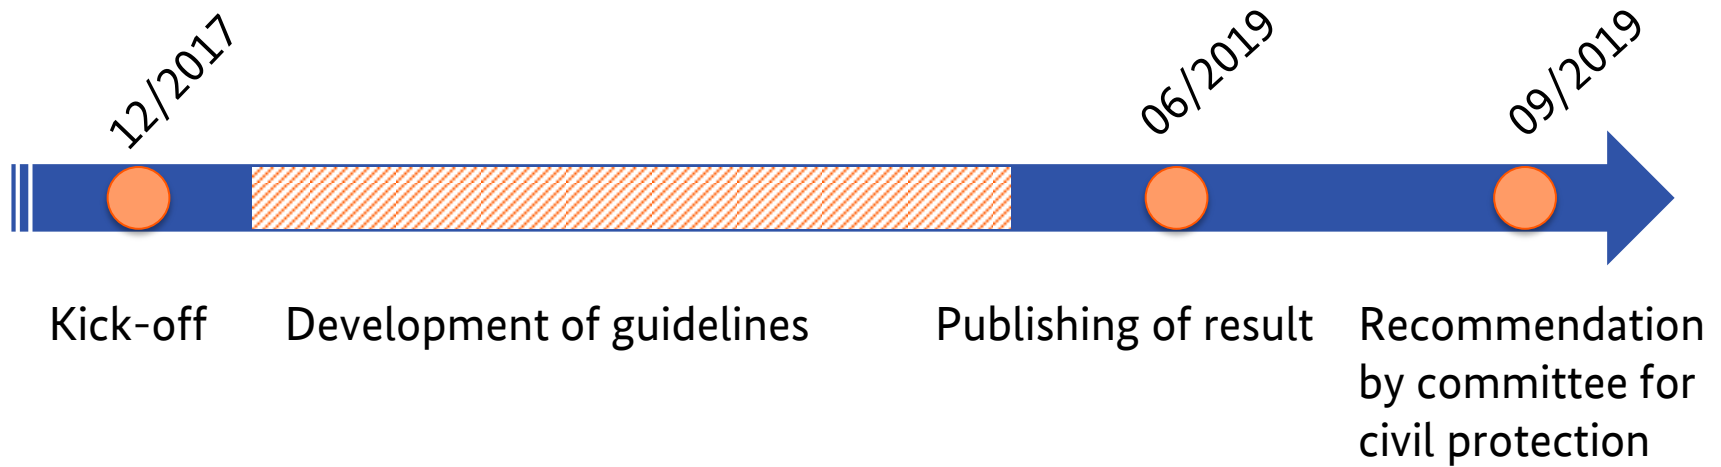 12/2017
06/2019
09/2019
Kick-off
Development of guidelines
Publishing of result
Recommendation
by committee for
civil protection